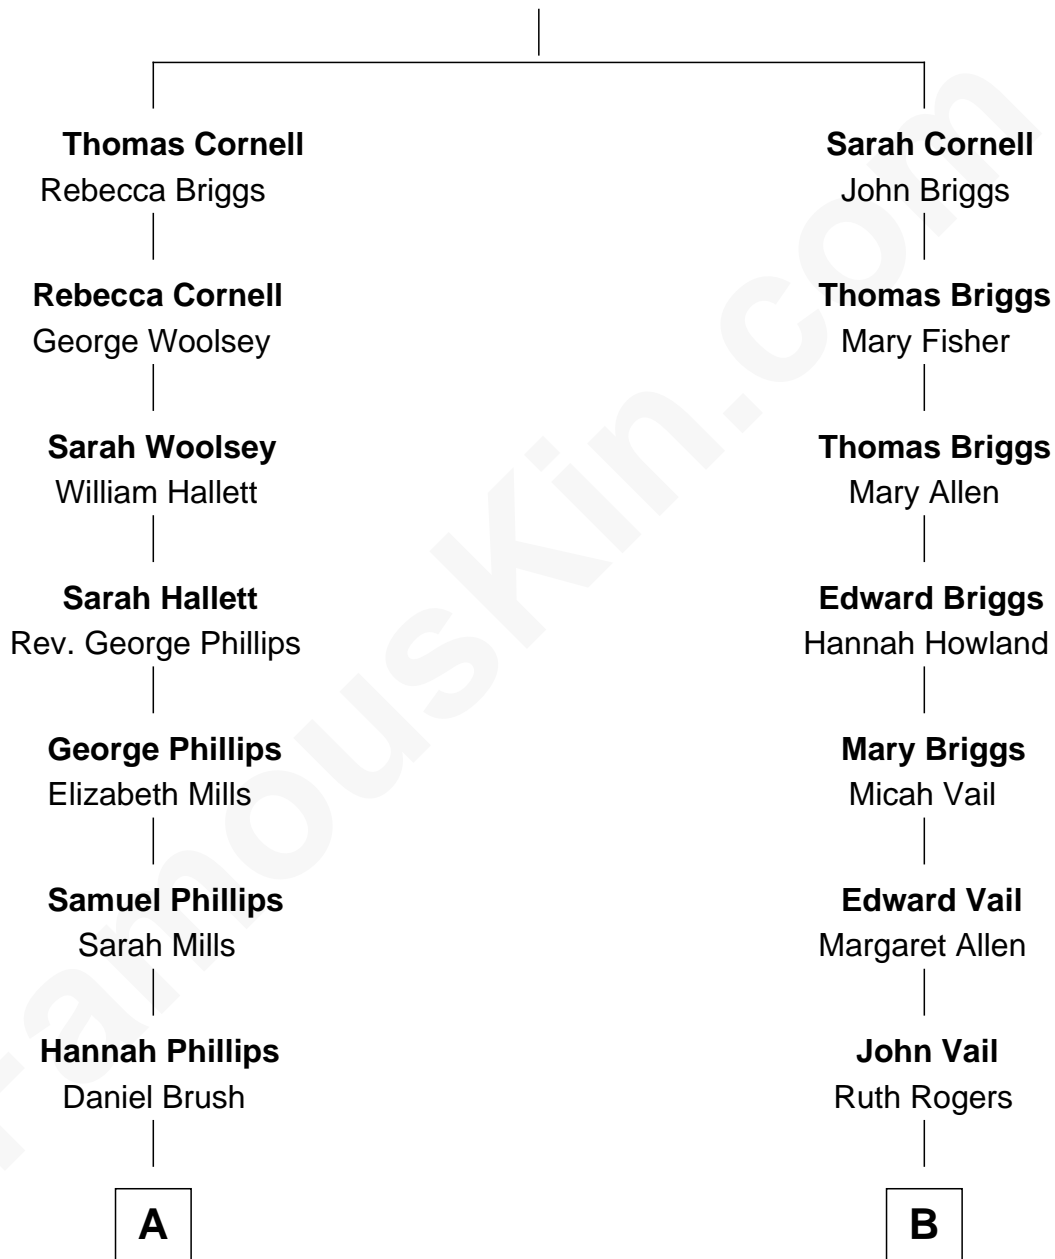 Thomas Cornell
Rebecca Briggs
Sarah Cornell
John Briggs
Rebecca Cornell
George Woolsey
Thomas Briggs
Mary Fisher
Sarah Woolsey
William Hallett
Thomas Briggs
Mary Allen
Sarah Hallett
Rev. George Phillips
Edward Briggs
Hannah Howland
George Phillips
Elizabeth Mills
Mary Briggs
Micah Vail
Samuel Phillips
Sarah Mills
Edward Vail
Margaret Allen
Hannah Phillips
Daniel Brush
John Vail
Ruth Rogers
A
B
FamousKin.com